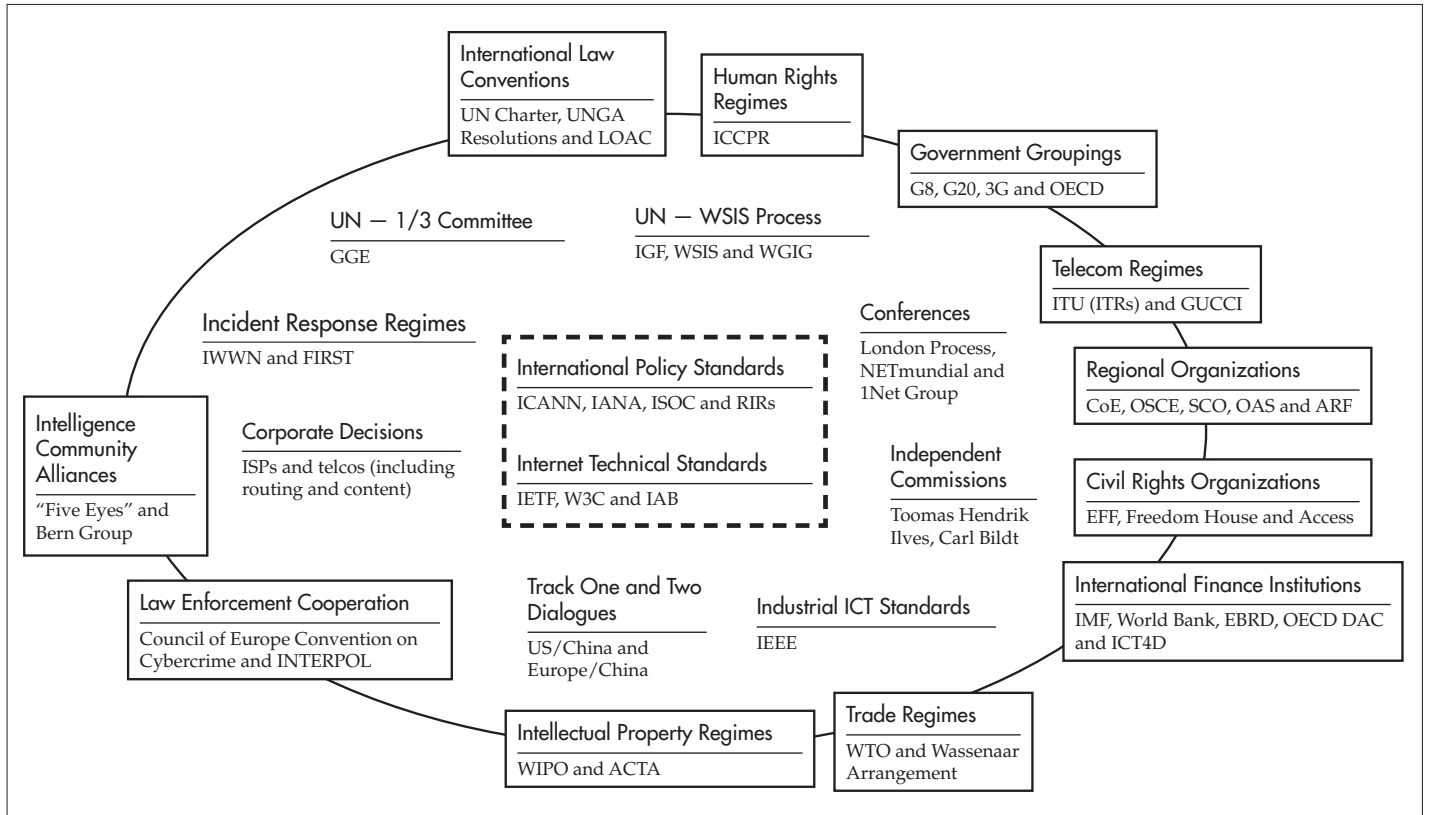 International Law
Conventions
UN Charter, UNGA
Resolutions and LOAC
Human Rights
Regimes
ICCPR
Government Groupings
G8, G20, 3G and OECD
UN — 1/3 Committee
GGE
UN — WSIS Process
IGF, WSIS and WGIG
Telecom Regimes
ITU (ITRs) and GUCCI
Incident Response Regimes
IWWN and FIRST
International Policy Standards
ICANN, IANA, ISOC and RIRs
Internet Technical Standards
IETF, W3C and IAB
Conferences
London Process,
NETmundial and
1Net Group
Regional Organizations
CoE, OSCE, SCO, OAS and ARF
Intelligence
Community
Alliances
“Five Eyes” and
Bern Group
Corporate Decisions
ISPs and telcos (including
routing and content)
Independent
Commissions
Toomas Hendrik
Ilves, Carl Bildt
Civil Rights Organizations
EFF, Freedom House and Access
Law Enforcement Cooperation
Council of Europe Convention on
Cybercrime and INTERPOL
Track One and Two
Dialogues
US/China and
Europe/China
Industrial ICT Standards
IEEE
International Finance Institutions
IMF, World Bank, EBRD, OECD DAC
and ICT4D
Intellectual Property Regimes
WIPO and ACTA
Trade Regimes
WTO and Wassenaar
Arrangement